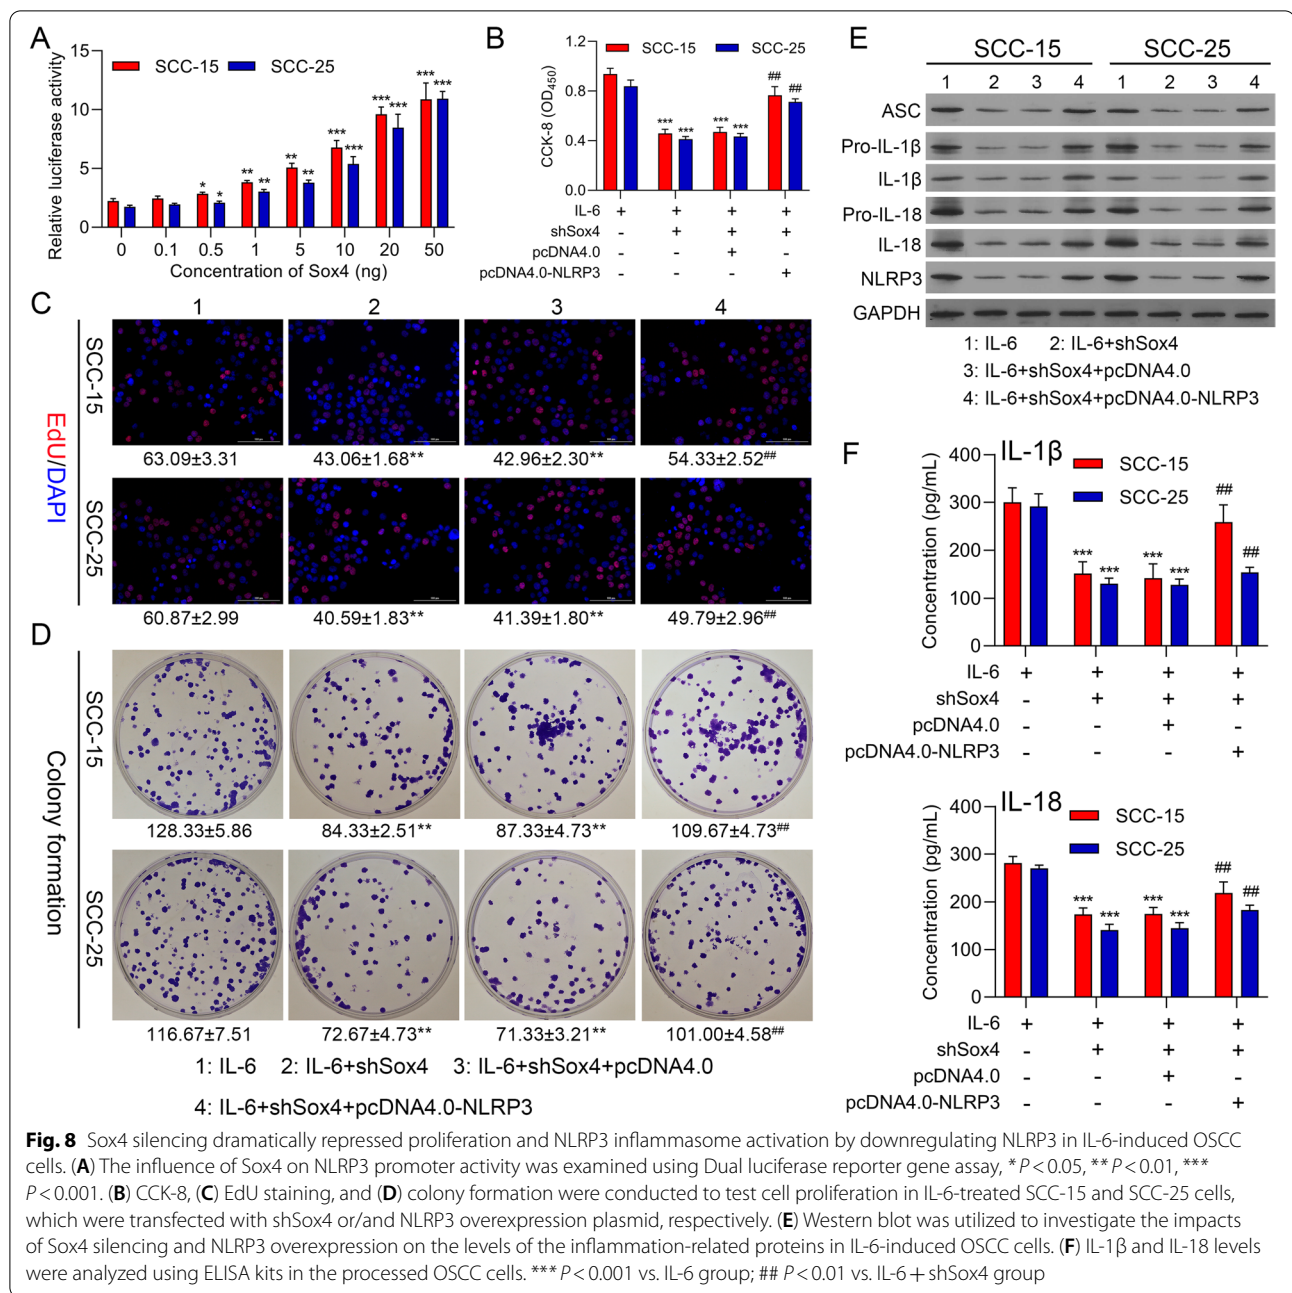 A
15
10
5
0
Relative luciferase activity
SCC-15 SCC-25
* * ** ** ** ** *** *** *** *** *** ***
0 0.1 0.5 1 5 10 20 50
Concentration of Sox4 (ng)
B
1.2
0.8
0.4
0.0
CCK-8 (OD450)
SCC-15 SCC-25
*** *** *** *** ## ##
IL-6 + + + +
shSox4 - + + +
pcDNA4.0 - - + -
pcDNA4.0-NLRP3 - - - +
C
1 2 3 4
EdU/DAPI
SCC-15
63.09±3.31 43.06±1.68** 42.96±2.30** 54.33±2.52##
SCC-25
60.87±2.99 40.59±1.83** 41.39±1.80** 49.79±2.96##
D
Colony formation
SCC-15
128.33±5.86 84.33±2.51** 87.33±4.73** 109.67±4.73##
SCC-25
116.67±7.51 72.67±4.73** 71.33±3.21** 101.00±4.58##
1: IL-6 2: IL-6+shSox4 3: IL-6+shSox4+pcDNA4.0
4: IL-6+shSox4+pcDNA4.0-NLRP3
E
SCC-15 SCC-25
1 2 3 4 1 2 3 4
ASC
Pro-IL-1β
IL-1β
Pro-IL-18
IL-18
NLRP3
GAPDH
1: IL-6 2: IL-6+shSox4
3: IL-6+shSox4+pcDNA4.0
4: IL-6+shSox4+pcDNA4.0-NLRP3
F
IL-1β
400
300
200
100
0
Concentration (pg/mL)
SCC-15
SCC-25
*** *** *** *** ## ##
IL-6 + + + +
shSox4 - + + +
pcDNA4.0 - - + -
pcDNA4.0-NLRP3 - - - +
IL-18
400
300
200
100
0
Concentration (pg/mL)
SCC-15
SCC-25
*** *** *** *** ## ##
IL-6 + + + +
shSox4 - + + +
pcDNA4.0 - - + -
pcDNA4.0-NLRP3 - - - +
Fig. 8 Sox4 silencing dramatically repressed proliferation and NLRP3 inflammasome activation by downregulating NLRP3 in IL-6-induced OSCC
cells. (A) The influence of Sox4 on NLRP3 promoter activity was examined using Dual luciferase reporter gene assay, *P<0.05, **P<0.01, ***
P<0.001. (B) CCK-8, (C) EdU staining, and (D) colony formation were conducted to test cell proliferation in IL-6-treated SCC-15 and SCC-25 cells,
which were transfected with shSox4 or/and NLRP3 overexpression plasmid, respectively. (E) Western blot was utilized to investigate the impacts
of Sox4 silencing and NLRP3 overexpression on the levels of the inflammation-related proteins in IL-6-induced OSCC cells. (F) IL-1β and IL-18 levels
were analyzed using ELISA kits in the processed OSCC cells. ***P<0.001 vs. IL-6 group; ## P<0.01 vs. IL-6+shSox4 group